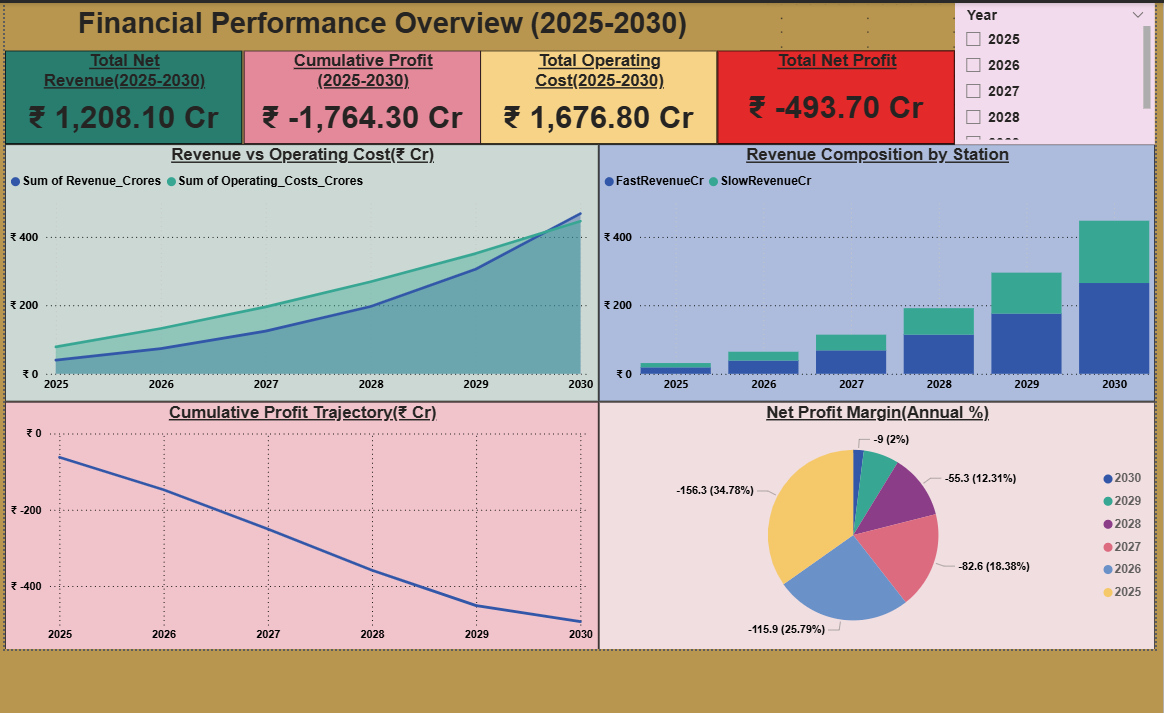 Financial Performance Overview (2025-2030)
Year
2025
2026
2027
2028
Total Net
Revenue(2025-2030)
₹ 1,208.10 Cr
Cumulative Profit
(2025-2030)
₹ -1,764.30 Cr
Total Operating
Cost(2025-2030)
₹ 1,676.80 Cr
Total Net Profit
₹ -493.70 Cr
Revenue vs Operating Cost(₹ Cr)
Sum of Revenue_Crores Sum of Operating_Costs_Crores
₹ 400
₹ 200
₹ 0
2025 2026 2027 2028 2029 2030
Revenue Composition by Station
FastRevenueCr SlowRevenueCr
₹ 400
₹ 200
₹ 0
2025 2026 2027 2028 2029 2030
Cumulative Profit Trajectory(₹ Cr)
₹ 0
₹ -200
₹ -400
2025 2026 2027 2028 2029 2030
Net Profit Margin(Annual %)
-9 (2%)
-55.3 (12.31%)
-82.6 (18.38%)
-115.9 (25.79%)
-156.3 (34.78%)
2030
2029
2028
2027
2026
2025